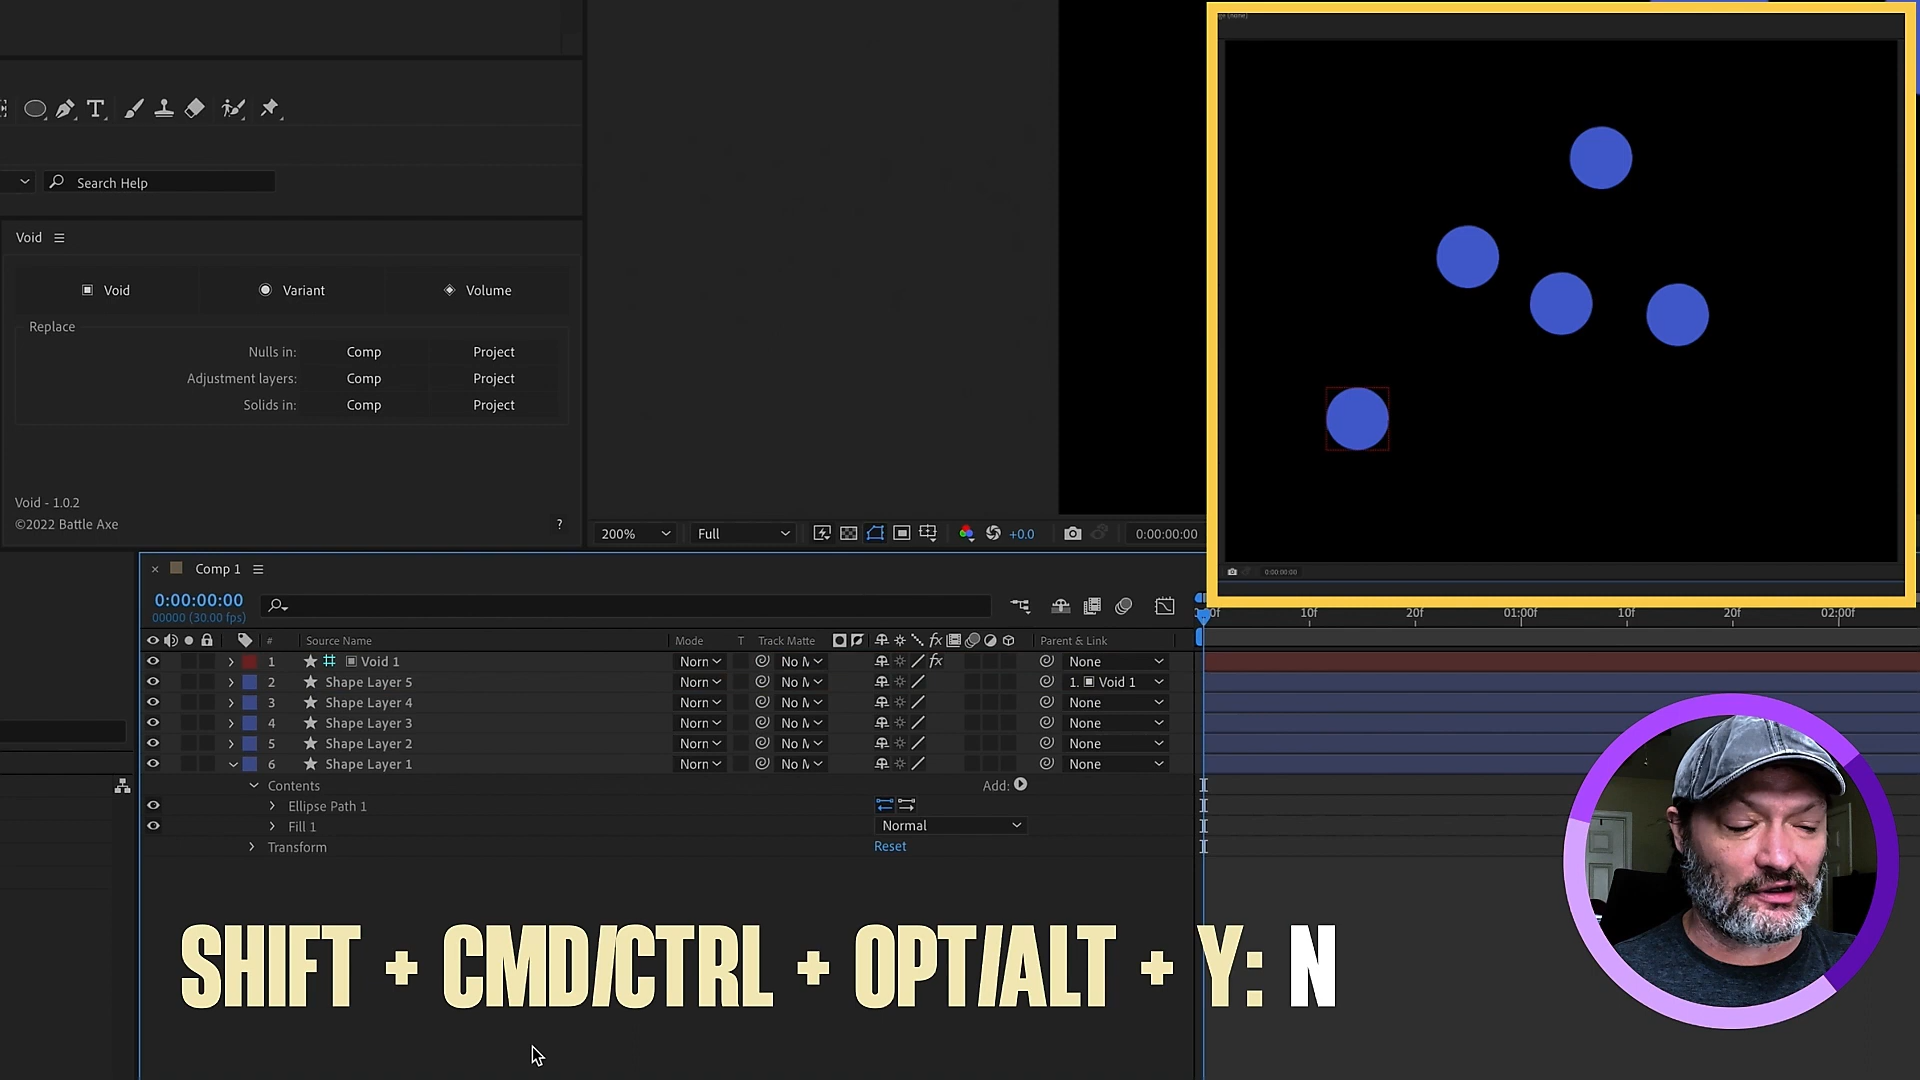 Search Help
Void
Void Variant Volume
Replace
Nulls in: Comp Project
Adjustment layers: Comp Project
Solids in: Comp Project
Void - 1.0.2
©2022 Battle Axe ?
200% Full +0.0 0:00:00:00
0:00:00:00
Comp 1
0:00:00:00
00000 (30.00 fps)
10f 20f 01:00f 10f 20f 02:00f
# Source Name Mode T Track Matte fx Parent & Link
1 Void 1 Norn No M fx None
2 Shape Layer 5 Norn No M 1. Void 1
3 Shape Layer 4 Norn No M None
4 Shape Layer 3 Norn No M None
5 Shape Layer 2 Norn No M None
6 Shape Layer 1 Norn No M None
Contents Add:
Ellipse Path 1
Fill 1 Normal
Transform Reset
SHIFT + CMD/CTRL + OPT/ALT + Y: N